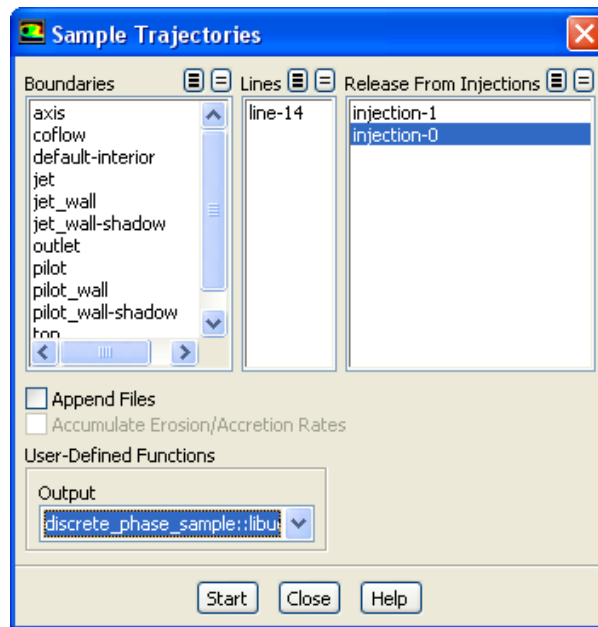 Sample Trajectories
Boundaries
Lines
Release From Injections
axis
coflow
default-interior
jet
jet_wall
jet_wall-shadow
outlet
pilot
pilot_wall
pilot_wall-shadow
top
line-14
injection-1
injection-0
Append Files
Accumulate Erosion/Accretion Rates
User-Defined Functions
Output
discrete_phase_sample::libu
Start
Close
Help